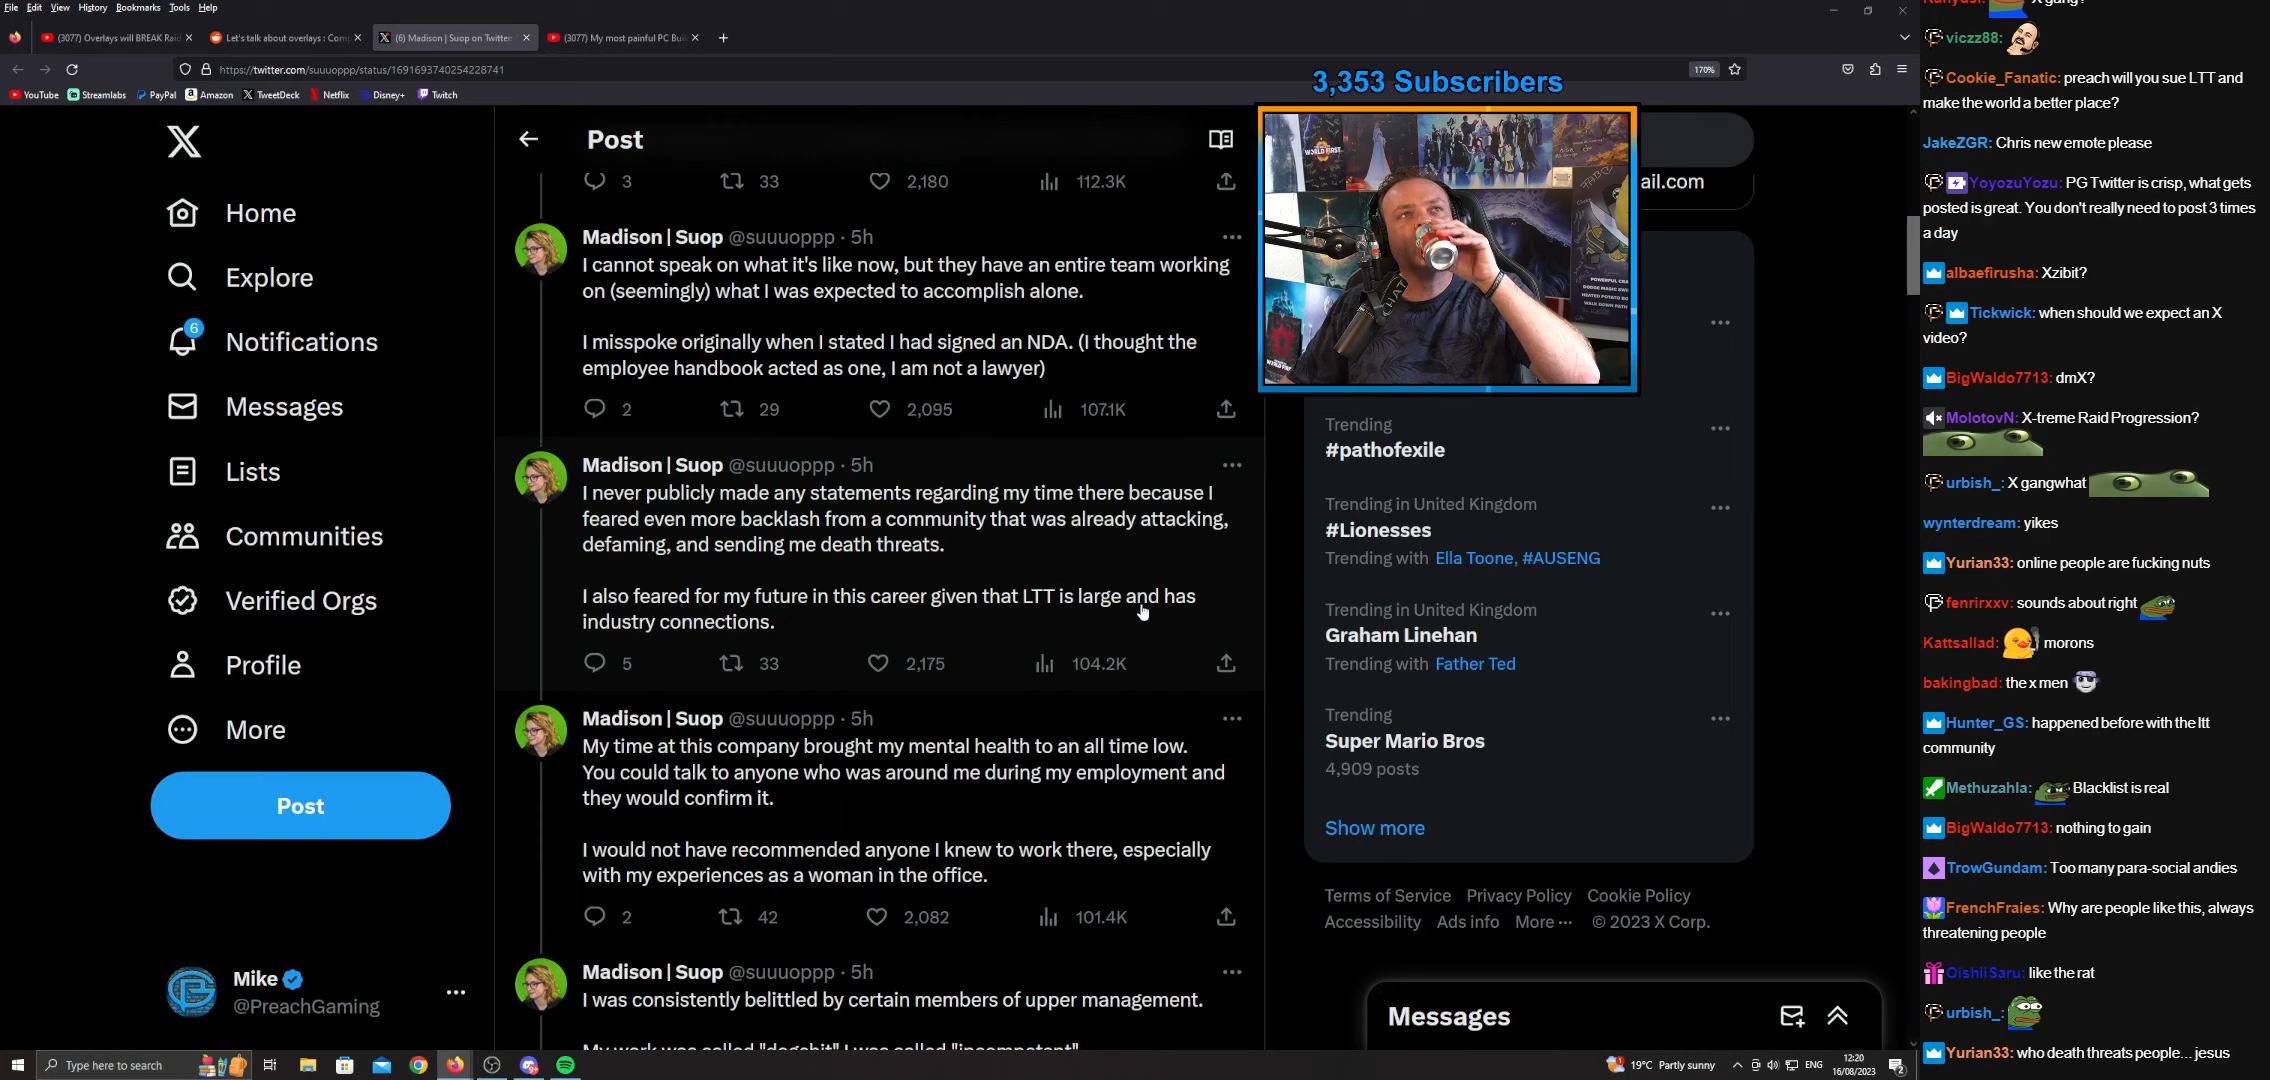 File Edit View History Bookmarks Tools Help
(3077) Overlays will BREAK Raid
Let's talk about overlays : Com
(6) Madison | Suop on Twitter
(3077) My most painful PC Bui
https://twitter.com/suuuoppp/status/1691693740254228741
170%
YouTube Streamlabs PayPal Amazon TweetDeck Netflix Disney+ Twitch
3,353 Subscribers
Home
Explore
6
Notifications
Messages
Lists
Communities
Verified Orgs
Profile
More
Post
Mike
@PreachGaming
Post
3 33 2,180 112.3K
Madison | Suop @suuuoppp · 5h
I cannot speak on what it's like now, but they have an entire team working
on (seemingly) what I was expected to accomplish alone.
I misspoke originally when I stated I had signed an NDA. (I thought the
employee handbook acted as one, I am not a lawyer)
2 29 2,095 107.1K
Madison | Suop @suuuoppp · 5h
I never publicly made any statements regarding my time there because I
feared even more backlash from a community that was already attacking,
defaming, and sending me death threats.
I also feared for my future in this career given that LTT is large and has
industry connections.
5 33 2,175 104.2K
Madison | Suop @suuuoppp · 5h
My time at this company brought my mental health to an all time low.
You could talk to anyone who was around me during my employment and
they would confirm it.
I would not have recommended anyone I knew to work there, especially
with my experiences as a woman in the office.
2 42 2,082 101.4K
Madison | Suop @suuuoppp · 5h
I was consistently belittled by certain members of upper management.
My work was called "dogshit" I was called "incompetent"
ail.com
WORLD FIRST
Trending
#pathofexile
Trending in United Kingdom
#Lionesses
Trending with Ella Toone, #AUSENG
Trending in United Kingdom
Graham Linehan
Trending with Father Ted
Trending
Super Mario Bros
4,909 posts
Show more
Terms of Service Privacy Policy Cookie Policy
Accessibility Ads info More ··· © 2023 X Corp.
Messages
X gang?
viczz88:
Cookie_Fanatic: preach will you sue LTT and
make the world a better place?
JakeZGR: Chris new emote please
YoyozuYozu: PG Twitter is crisp, what gets
posted is great. You don't really need to post 3 times
a day
albaefirusha: Xzibit?
Tickwick: when should we expect an X
video?
BigWaldo7713: dmX?
MolotovN: X-treme Raid Progression?
urbish_: X gangwhat
wynterdream: yikes
Yurian33: online people are fucking nuts
fenrirxxv: sounds about right
Kattsallad: morons
bakingbad: the x men
Hunter_GS: happened before with the ltt
community
Methuzahla: Blacklist is real
BigWaldo7713: nothing to gain
TrowGundam: Too many para-social andies
FrenchFraies: Why are people like this, always
threatening people
OishiiSaru: like the rat
urbish_:
Yurian33: who death threats people... jesus
Type here to search
19°C Partly sunny
ENG
12:20
16/08/2023
2